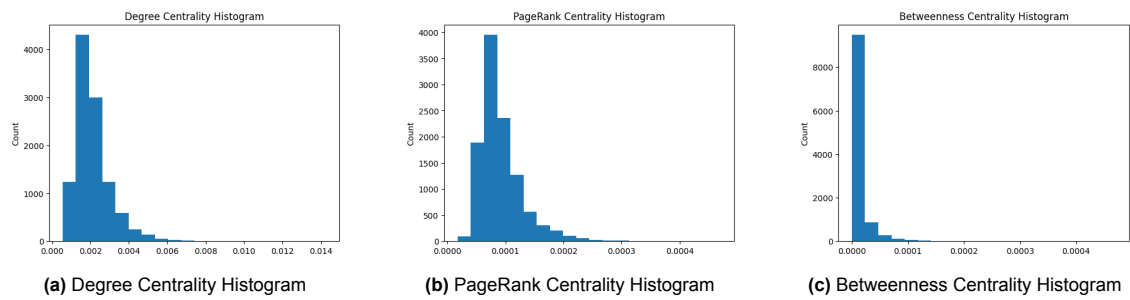 Degree Centrality Histogram
Count
4000
3000
2000
1000
0
0.000 0.002 0.004 0.006 0.008 0.010 0.012 0.014
(a) Degree Centrality Histogram
PageRank Centrality Histogram
Count
4000
3500
3000
2500
2000
1500
1000
500
0
0.0000 0.0001 0.0002 0.0003 0.0004
(b) PageRank Centrality Histogram
Betweenness Centrality Histogram
Count
8000
6000
4000
2000
0
0.0000 0.0001 0.0002 0.0003 0.0004
(c) Betweenness Centrality Histogram